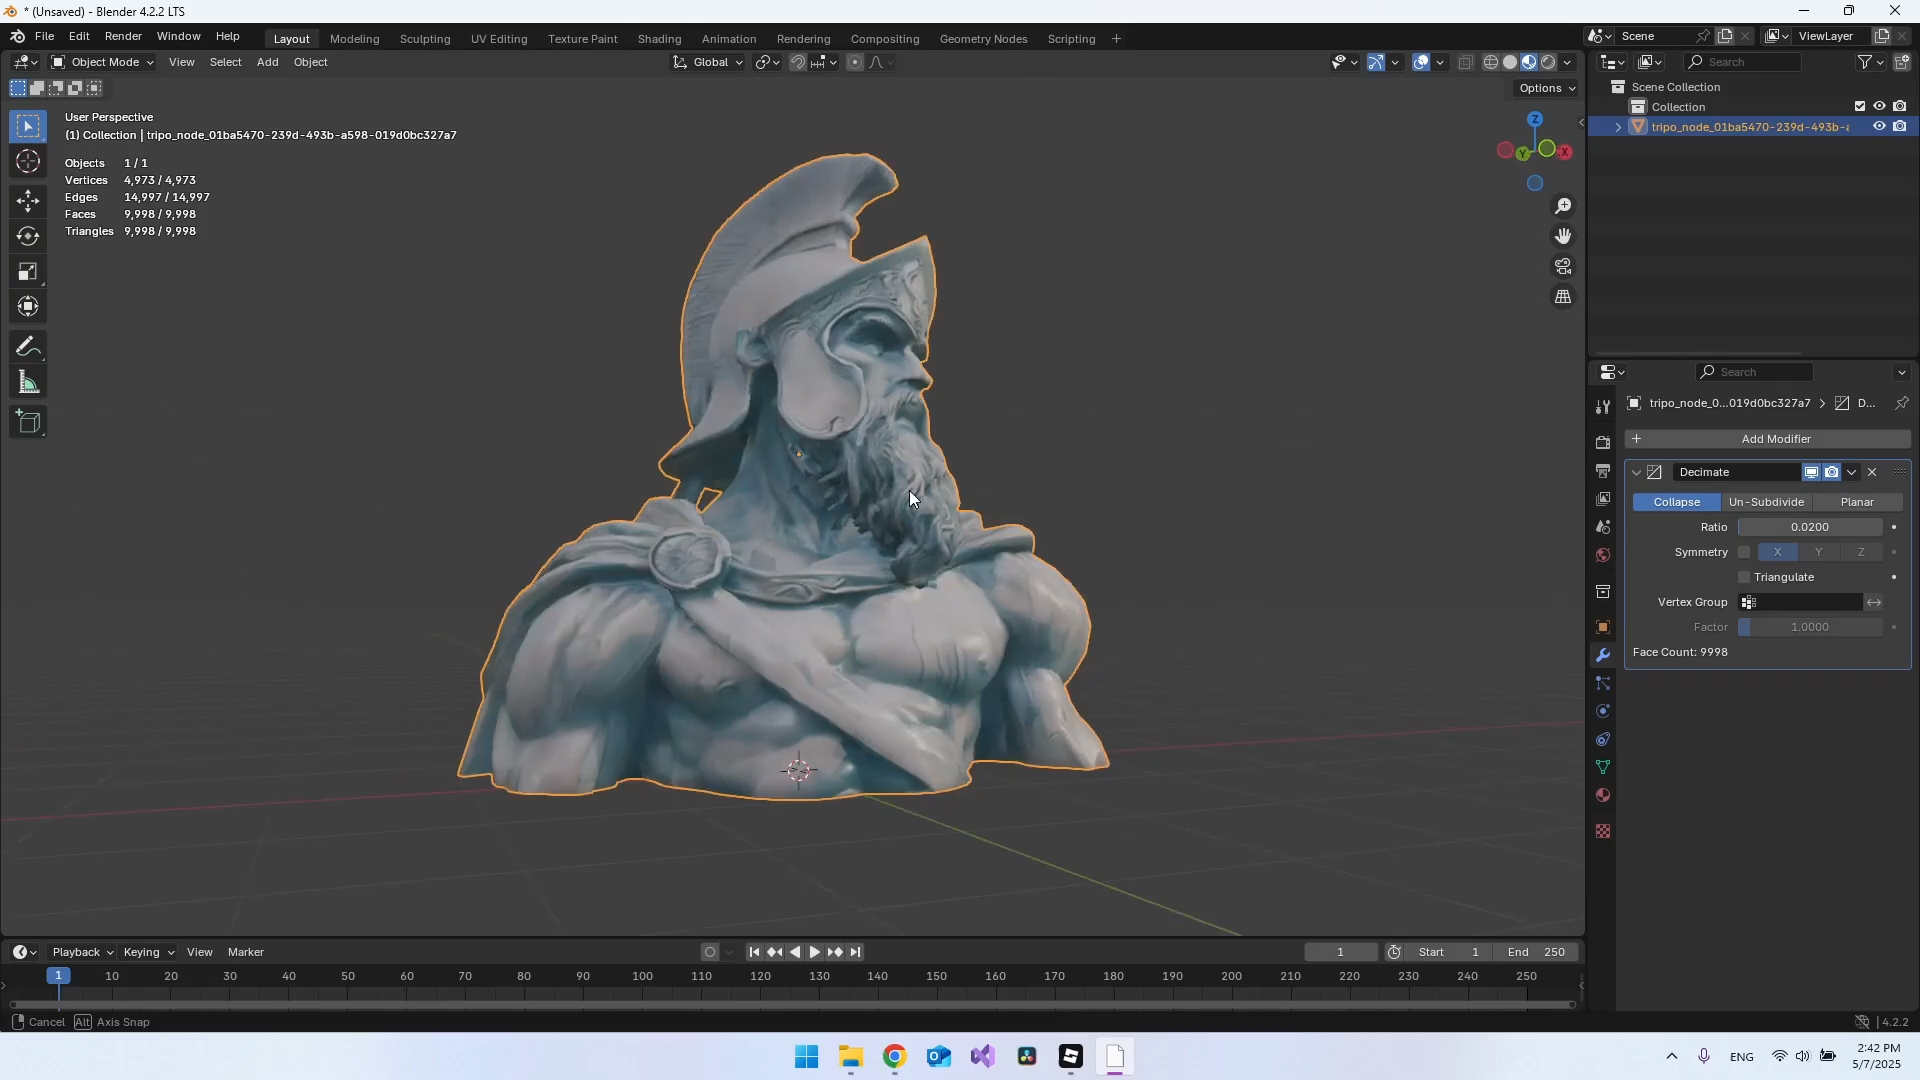 * (Unsaved) - Blender 4.2.2 LTS
File Edit Render Window Help
Layout Modeling Sculpting UV Editing Texture Paint Shading Animation Rendering Compositing Geometry Nodes Scripting +
Scene
ViewLayer
Object Mode View Select Add Object
Global
Search
Options
Scene Collection
Collection
tripo_node_01ba5470-239d-493b-a
User Perspective
(1) Collection | tripo_node_01ba5470-239d-493b-a598-019d0bc327a7
Objects 1 / 1
Vertices 4,973 / 4,973
Edges 14,997 / 14,997
Faces 9,998 / 9,998
Triangles 9,998 / 9,998
Z
Y
X
Search
tripo_node_0...019d0bc327a7 > D...
+ Add Modifier
Decimate
Collapse Un-Subdivide Planar
Ratio 0.0200
Symmetry X Y Z
Triangulate
Vertex Group
Factor 1.0000
Face Count: 9998
Playback Keying View Marker
1
Start 1
End 250
1 10 20 30 40 50 60 70 80 90 100 110 120 130 140 150 160 170 180 190 200 210 220 230 240 250
Cancel Alt Axis Snap
4.2.2
ENG
2:42 PM
5/7/2025